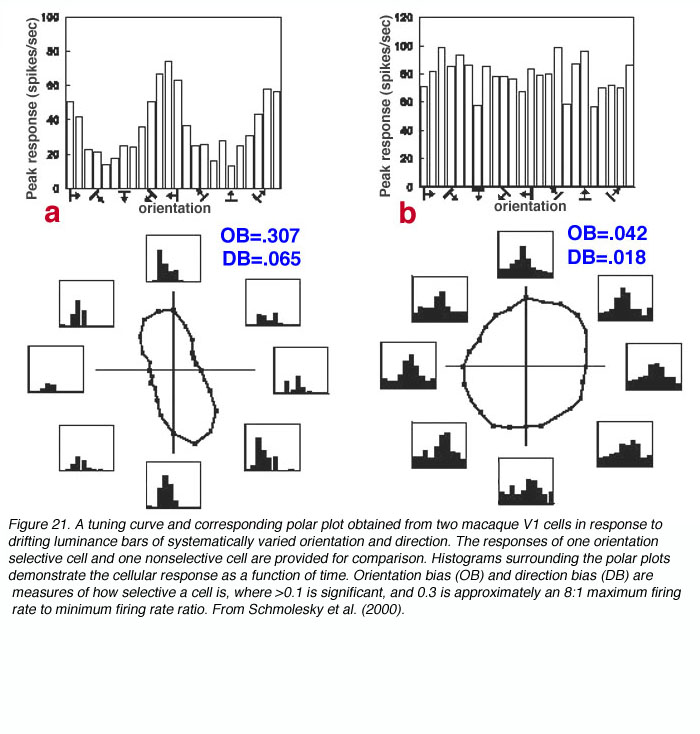 100
80
60
40
20
0
Peak response (spikes/sec)
orientation
a
120
100
80
60
40
20
0
Peak response (spikes/sec)
orientation
b
OB=.307
DB=.065
OB=.042
DB=.018
Figure 21. A tuning curve and corresponding polar plot obtained from two macaque V1 cells in response to
drifting luminance bars of systematically varied orientation and direction. The responses of one orientation
selective cell and one nonselective cell are provided for comparison. Histograms surrounding the polar plots
demonstrate the cellular response as a function of time. Orientation bias (OB) and direction bias (DB) are
measures of how selective a cell is, where >0.1 is significant, and 0.3 is approximately an 8:1 maximum firing
rate to minimum firing rate ratio. From Schmolesky et al. (2000).